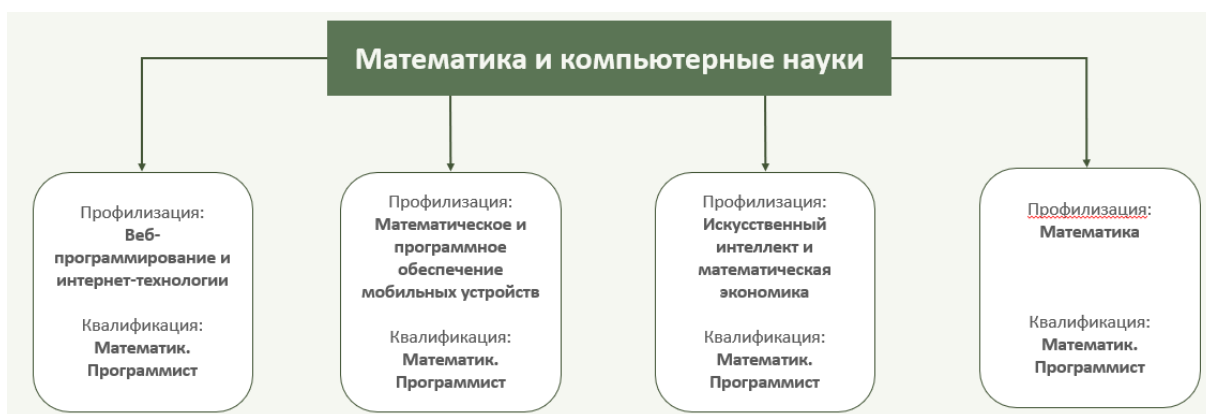 Математика и компьютерные науки
Профилизация:
Веб-
программирование и
интернет-технологии
Квалификация:
Математик.
Программист
Профилизация:
Математическое и
программное
обеспечение
мобильных устройств
Квалификация:
Математик.
Программист
Профилизация:
Искусственный
интеллект и
математическая
экономика
Квалификация:
Математик.
Программист
Профилизация:
Математика
Квалификация:
Математик.
Программист